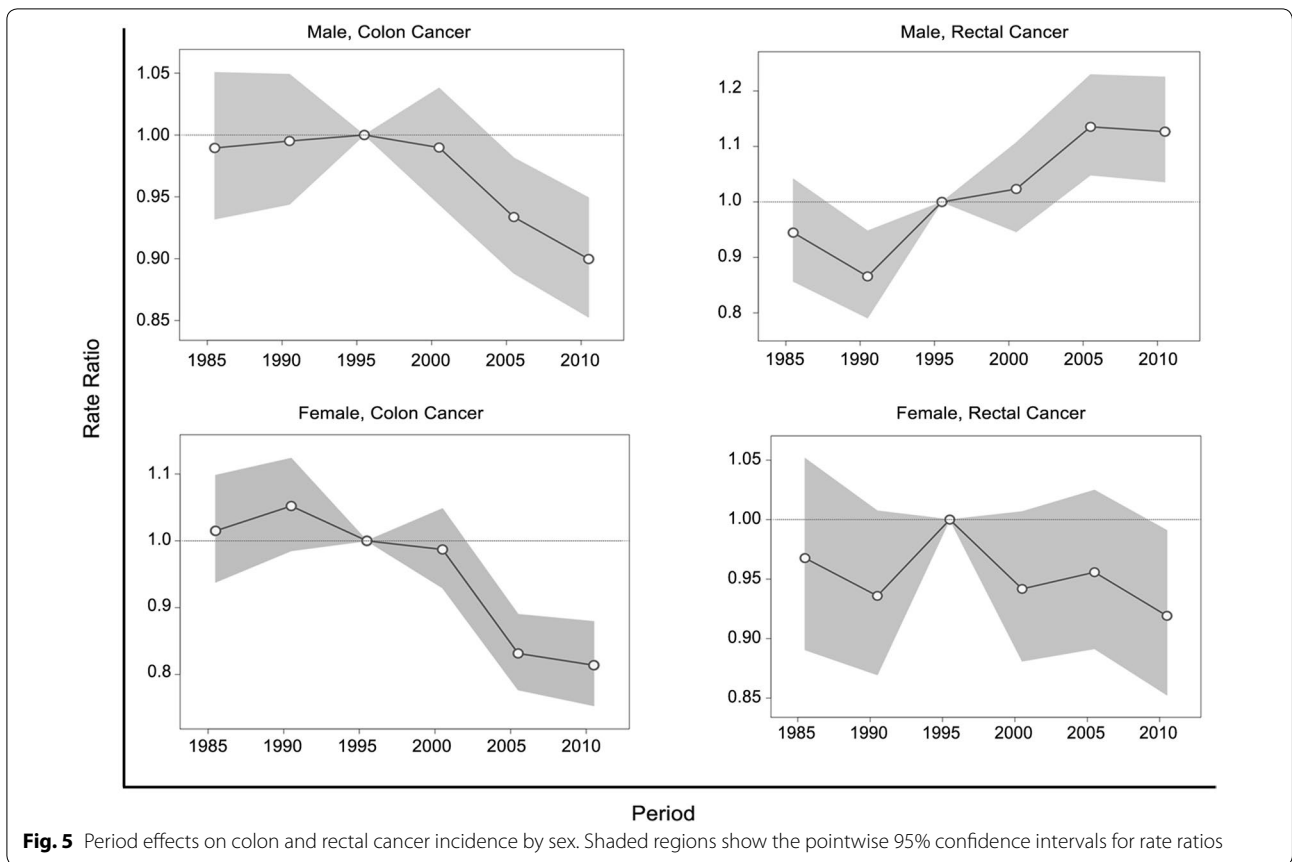 Male, Colon Cancer
1.05
1.00
0.95
0.90
0.85
1985 1990 1995 2000 2005 2010
Male, Rectal Cancer
1.2
1.1
1.0
0.9
0.8
1985 1990 1995 2000 2005 2010
Rate Ratio
Female, Colon Cancer
1.1
1.0
0.9
0.8
1985 1990 1995 2000 2005 2010
Female, Rectal Cancer
1.05
1.00
0.95
0.90
0.85
1985 1990 1995 2000 2005 2010
Period
Fig. 5 Period effects on colon and rectal cancer incidence by sex. Shaded regions show the pointwise 95% confidence intervals for rate ratios